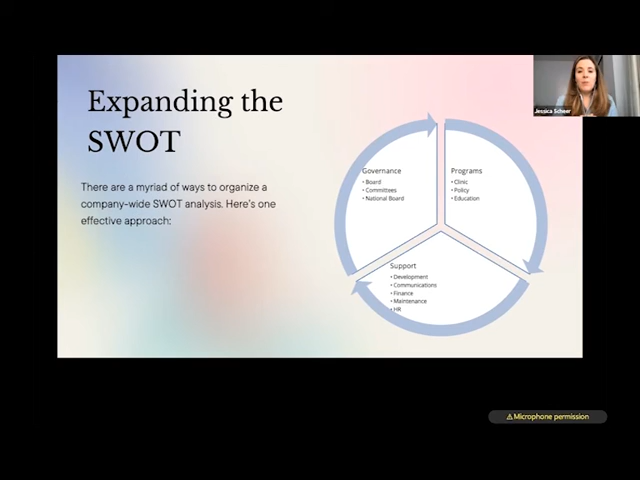 Expanding the
SWOT
There are a myriad of ways to organize a
company-wide SWOT analysis. Here's one
effective approach:
Governance
• Board
• Committees
• National Board
Programs
• Clinic
• Policy
• Education
Support
• Development
• Communications
• Finance
• Maintenance
• HR
Jessica Scheer
⚠ Microphone permission